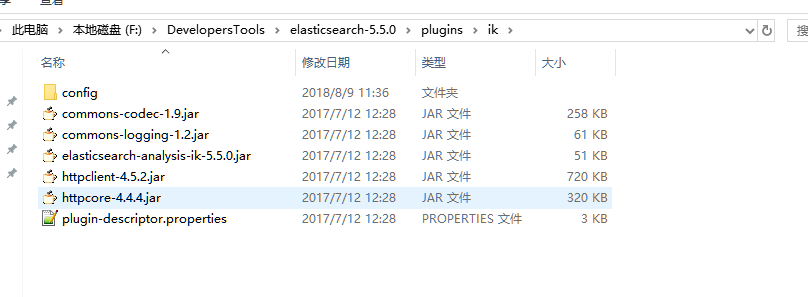 此电脑 › 本地磁盘 (F:) › DevelopersTools › elasticsearch-5.5.0 › plugins › ik ›
名称 修改日期 类型 大小
config 2018/8/9 11:36 文件夹
commons-codec-1.9.jar 2017/7/12 12:28 JAR 文件 258 KB
commons-logging-1.2.jar 2017/7/12 12:28 JAR 文件 61 KB
elasticsearch-analysis-ik-5.5.0.jar 2017/7/12 12:28 JAR 文件 51 KB
httpclient-4.5.2.jar 2017/7/12 12:28 JAR 文件 720 KB
httpcore-4.4.4.jar 2017/7/12 12:28 JAR 文件 320 KB
plugin-descriptor.properties 2017/7/12 12:28 PROPERTIES 文件 3 KB